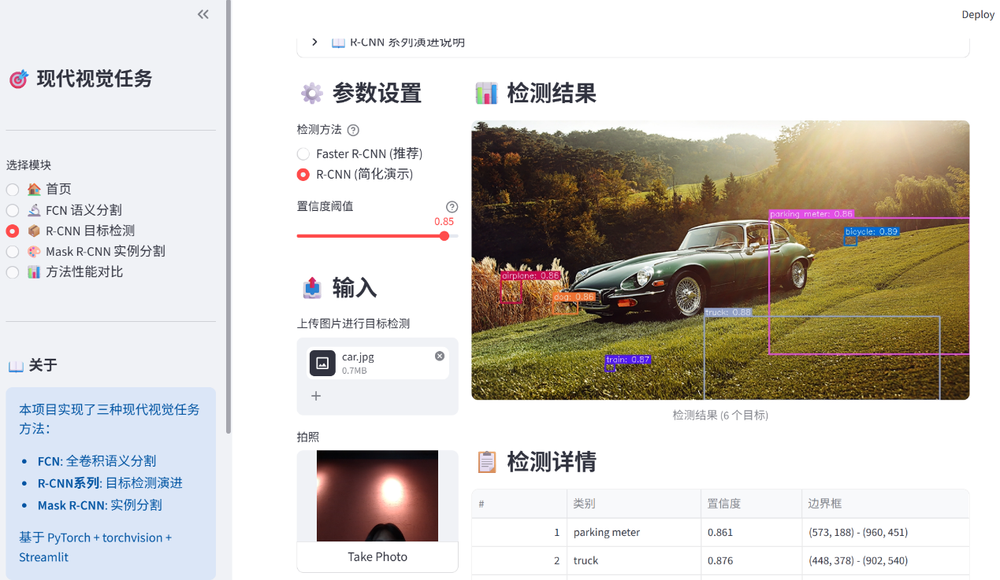 Deploy
🎯 现代视觉任务
选择模块
🏠 首页
🔬 FCN 语义分割
📦 R-CNN 目标检测
🎨 Mask R-CNN 实例分割
📊 方法性能对比
📖 关于
本项目实现了三种现代视觉任务
方法：
• FCN: 全卷积语义分割
• R-CNN系列: 目标检测演进
• Mask R-CNN: 实例分割
基于 PyTorch + torchvision +
Streamlit
📖 R-CNN 系列演进说明
⚙️ 参数设置
检测方法
Faster R-CNN (推荐)
R-CNN (简化演示)
置信度阈值
0.85
📤 输入
上传图片进行目标检测
car.jpg
0.7MB
拍照
Take Photo
📊 检测结果
parking meter: 0.86
bicycle: 0.89
airplane: 0.86
dog: 0.86
truck: 0.88
train: 0.87
检测结果 (6 个目标)
📋 检测详情
# 类别 置信度 边界框
1 parking meter 0.861 (573, 188) - (960, 451)
2 truck 0.876 (448, 378) - (902, 540)